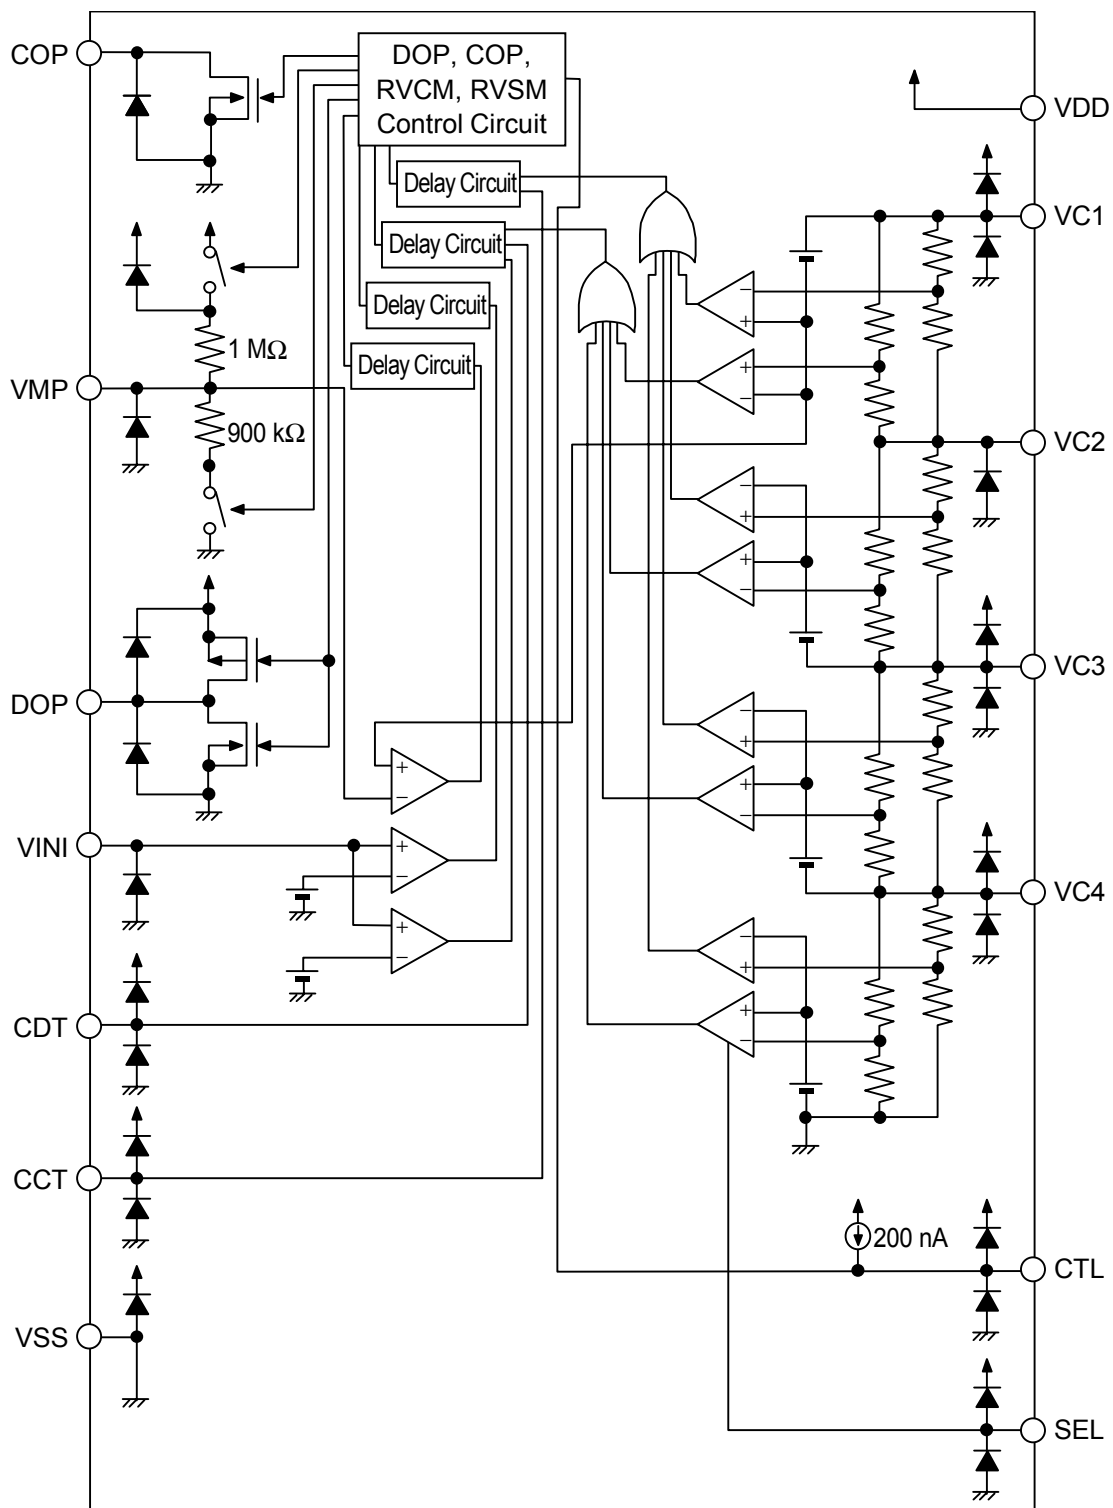 COP
DOP, COP,
RVCM, RVSM
Control Circuit
VDD
Delay Circuit
VC1
Delay Circuit
−
Delay Circuit
+
1 MΩ
Delay Circuit
+
VMP
−
900 kΩ
VC2
−
+
+
−
VC3
DOP
−
+
+
+
−
−
VINI
+
−
VC4
+
−
−
+
CDT
+
−
CCT
200 nA
CTL
VSS
SEL